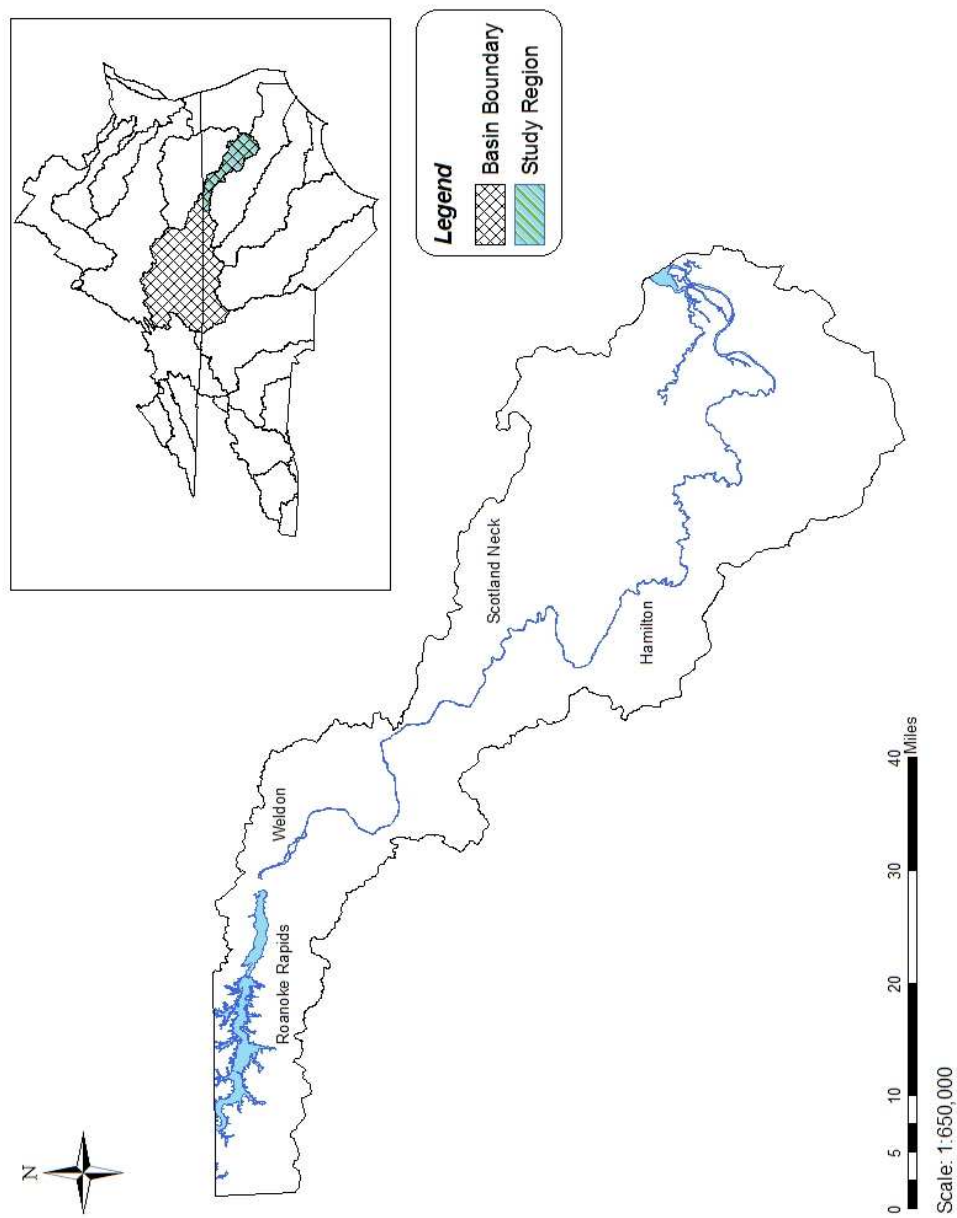 N
Legend
Basin Boundary
Study Region
Roanoke Rapids
Weldon
Scotland Neck
Hamilton
0 5 10 20 30 40
Miles
Scale: 1:650,000